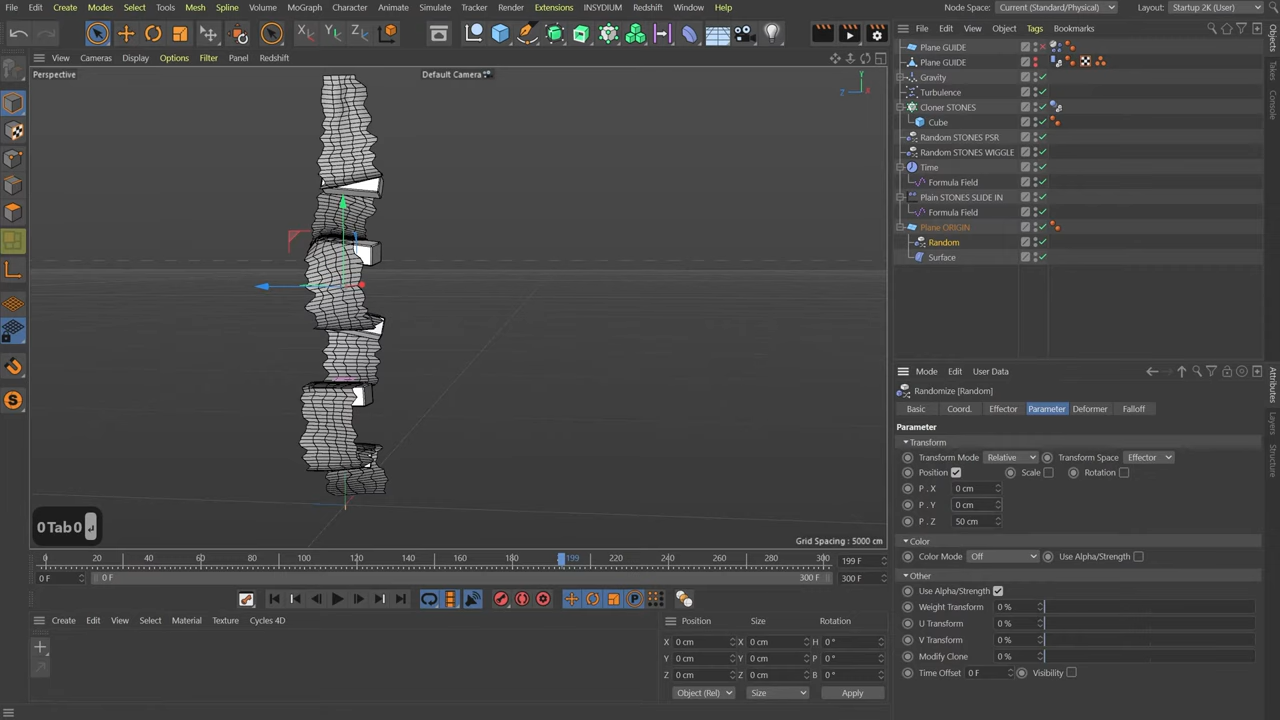 File Edit Create Modes Select Tools Mesh Spline Volume MoGraph Character Animate Simulate Tracker Render Extensions INSYDIUM Redshift Window Help Node Space: Current (Standard/Physical) Layout: Startup 2K (User)
X Y Z
File Edit View Object Tags Bookmarks
View Cameras Display Options Filter Panel Redshift
Perspective Default Camera
Y
Z X
Plane GUIDE
Plane GUIDE
Gravity
Turbulence
Cloner STONES
Cube
Random STONES PSR
Random STONES WIGGLE
Time
Formula Field
Plain STONES SLIDE IN
Formula Field
Plane ORIGIN
Random
Surface
Objects
Takes
Console
Mode Edit User Data
Randomize [Random]
Basic Coord. Effector Parameter Deformer Falloff
Parameter
Transform
Transform Mode Relative Transform Space Effector
Position Scale Rotation
P . X 0 cm
P . Y 0 cm
P . Z 50 cm
Color
Color Mode Off Use Alpha/Strength
Other
Use Alpha/Strength
Weight Transform 0 %
U Transform 0 %
V Transform 0 %
Modify Clone 0 %
Time Offset 0 F Visibility
Attributes
Layers
Structure
0Tab0
Grid Spacing : 5000 cm
0 20 40 60 80 100 120 140 160 180 199 220 240 260 280 300 199 F
0 F 0 F 300 F 300 F
P
S
Create Edit View Select Material Texture Cycles 4D
Position Size Rotation
X 0 cm X 0 cm H 0 °
Y 0 cm Y 0 cm P 0 °
Z 0 cm Z 0 cm B 0 °
Object (Rel) Size Apply